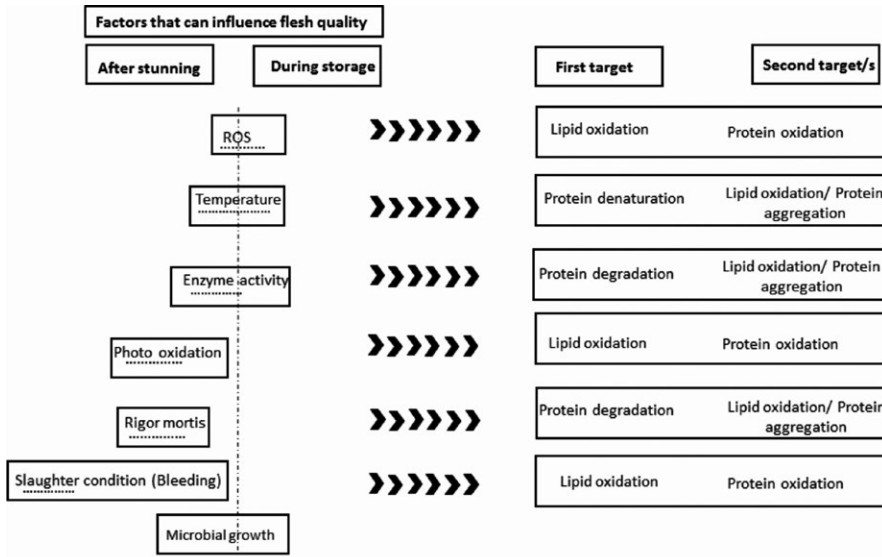 Factors that can influence flesh quality
After stunning
During storage
First target
Second target/s
ROS
Lipid oxidation
Protein oxidation
Temperature
Protein denaturation
Lipid oxidation/ Protein
aggregation
Enzyme activity
Protein degradation
Lipid oxidation/ Protein
aggregation
Photo oxidation
Lipid oxidation
Protein oxidation
Rigor mortis
Protein degradation
Lipid oxidation/ Protein
aggregation
Slaughter condition (Bleeding)
Lipid oxidation
Protein oxidation
Microbial growth